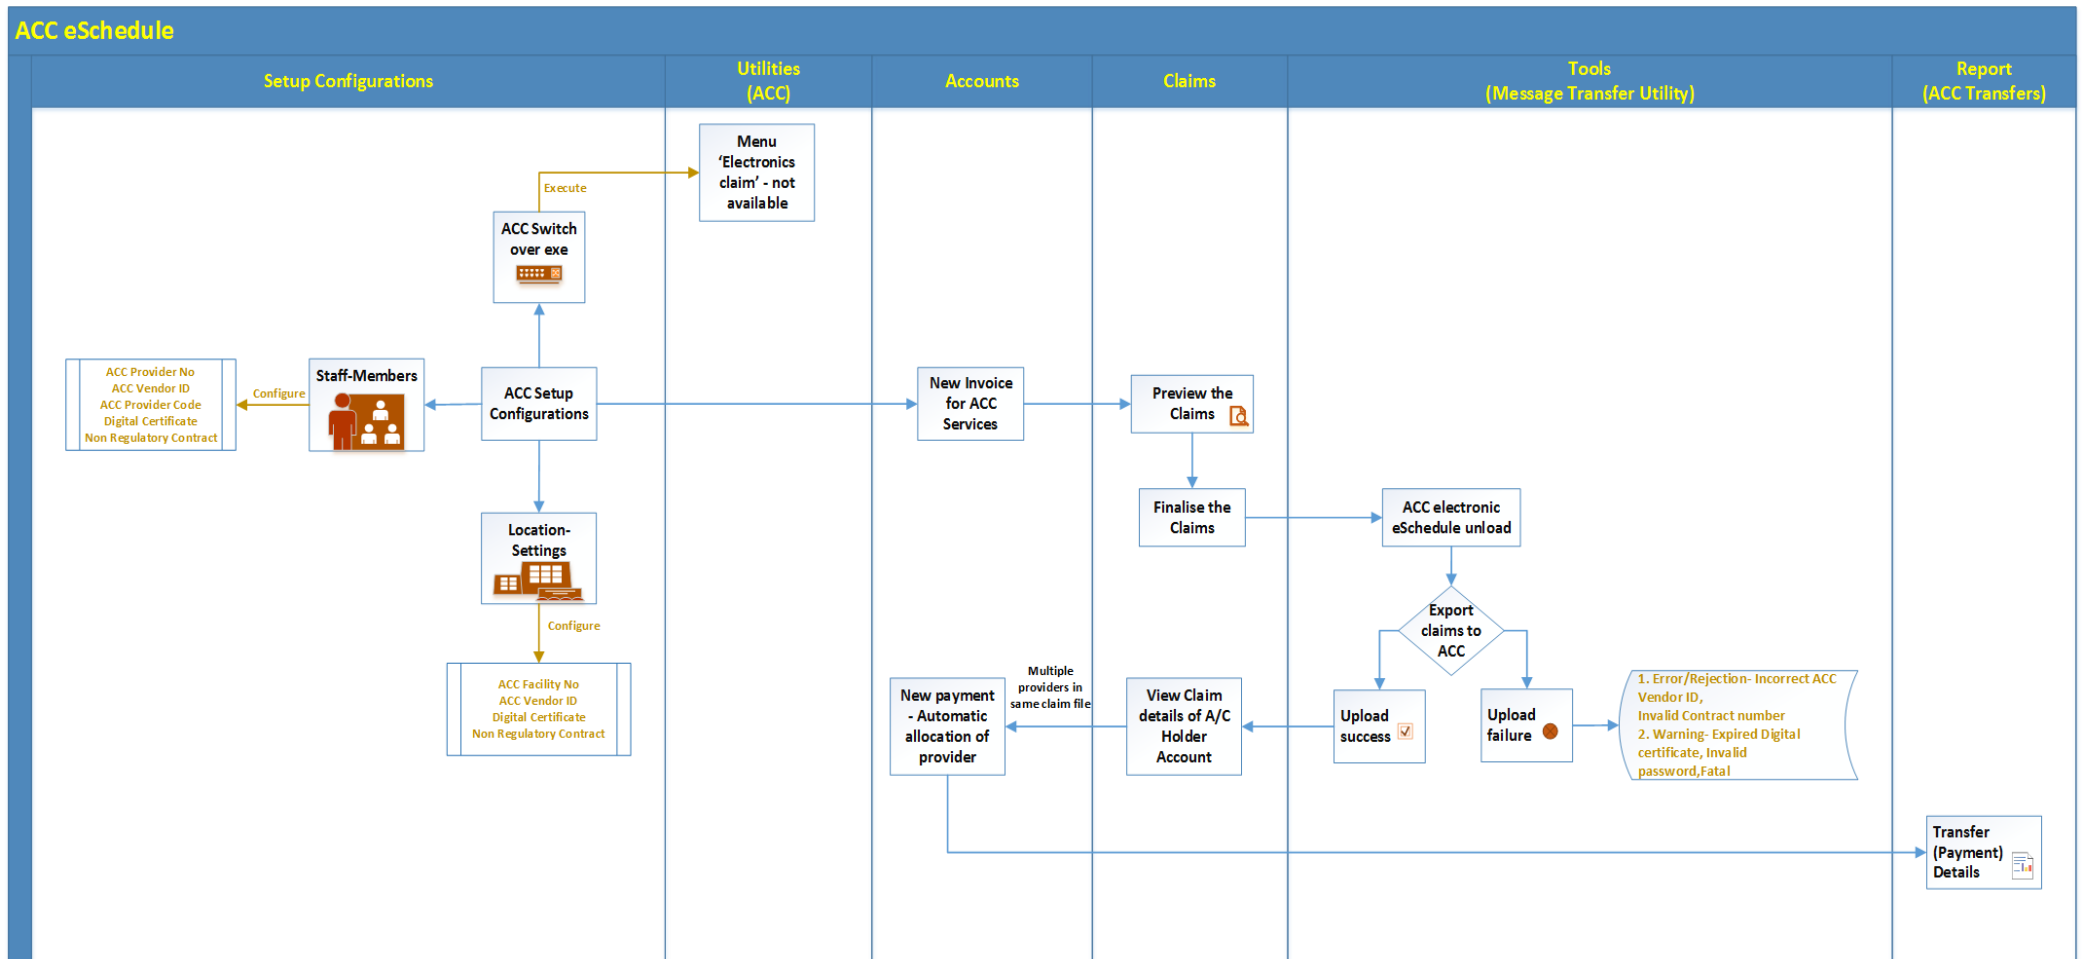 ACC eSchedule
Setup Configurations
Utilities
(ACC)
Accounts
Claims
Tools
(Message Transfer Utility)
Report
(ACC Transfers)
Menu
‘Electronics
claim’ - not
available
Execute
ACC Switch
over exe
ACC Provider No
ACC Vendor ID
ACC Provider Code
Digital Certificate
Non Regulatory Contract
Configure
Staff-Members
ACC Setup
Configurations
New Invoice
for ACC
Services
Preview the
Claims
Finalise the
Claims
ACC electronic
eSchedule unload
Location-
Settings
Configure
ACC Facility No
ACC Vendor ID
Digital Certificate
Non Regulatory Contract
Export
claims to
ACC
New payment
- Automatic
allocation of
provider
Multiple
providers in
same claim file
View Claim
details of A/C
Holder
Account
Upload
success
Upload
failure
1. Error/Rejection- Incorrect ACC
Vendor ID,
Invalid Contract number
2. Warning- Expired Digital
certificate, Invalid
password,Fatal
Transfer
(Payment)
Details